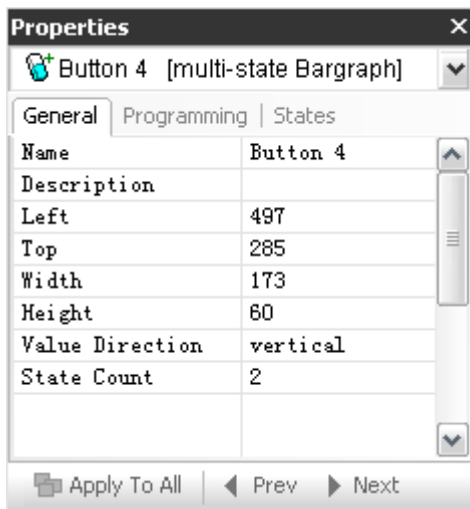 Properties
Button 4 [multi-state Bargraph]
General Programming States
Name Button 4
Description
Left 497
Top 285
Width 173
Height 60
Value Direction vertical
State Count 2
Apply To All Prev Next